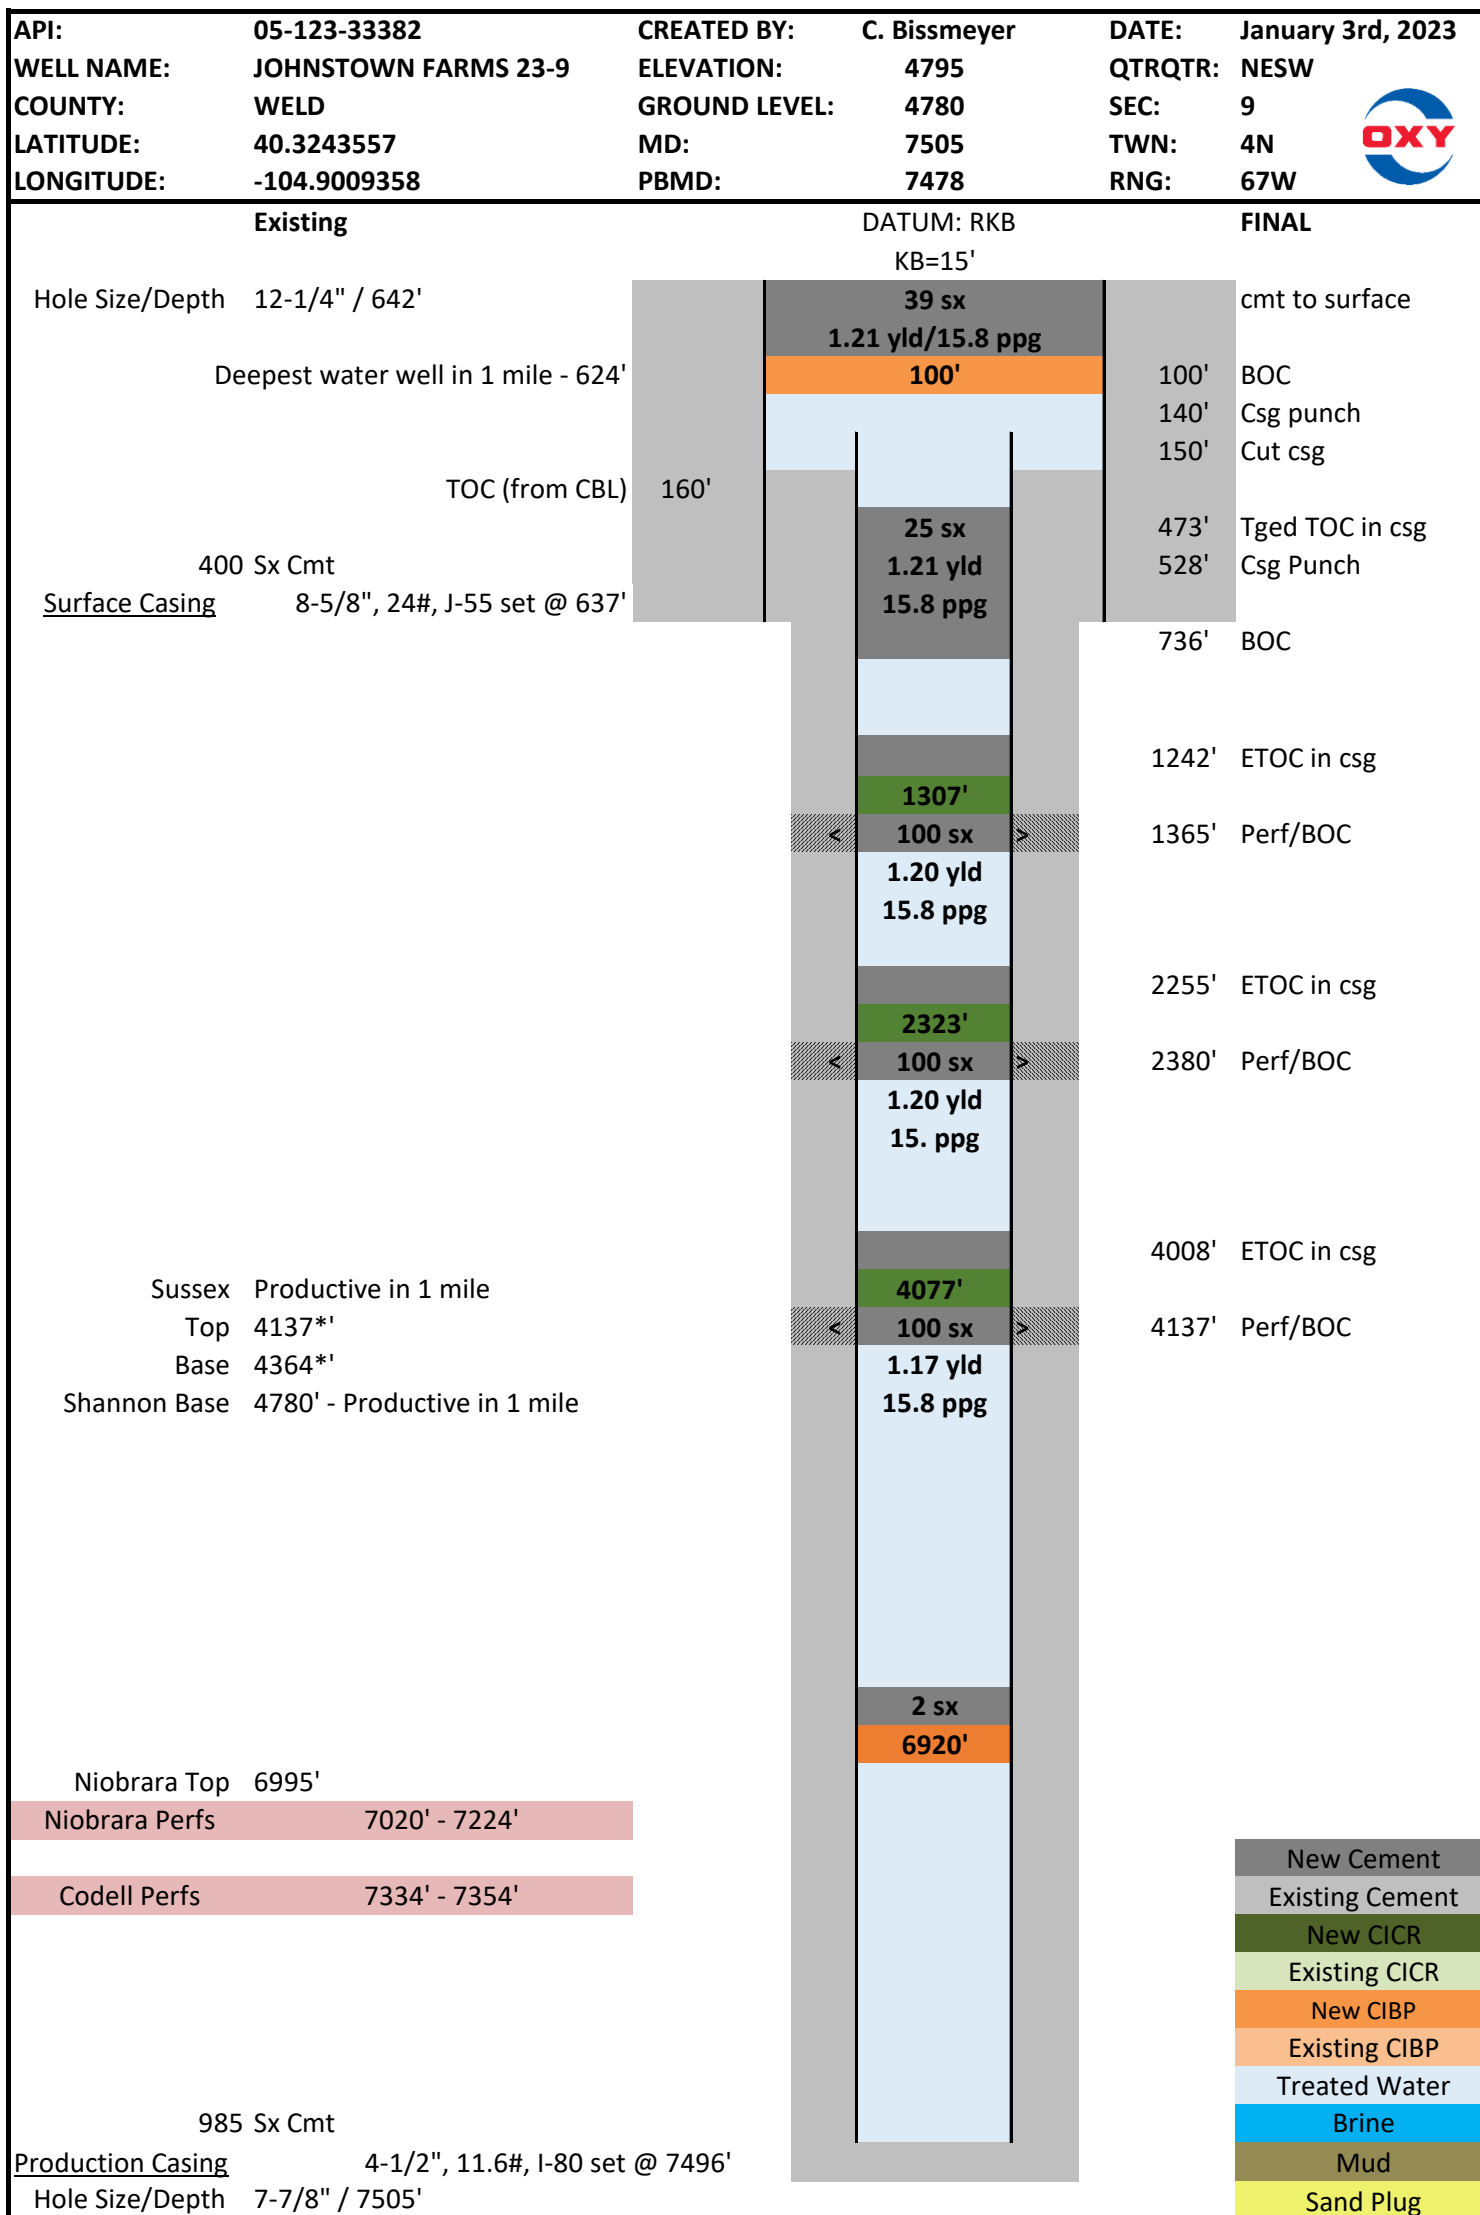 API: 05-123-33382 CREATED BY: C. Bissmeyer DATE: January 3rd, 2023
WELL NAME: JOHNSTOWN FARMS 23-9 ELEVATION: 4795 QTRQTR: NESW
COUNTY: WELD GROUND LEVEL: 4780 SEC: 9
LATITUDE: 40.3243557 MD: 7505 TWN: 4N
OXY
LONGITUDE: -104.9009358 PBMD: 7478 RNG: 67W
Existing DATUM: RKB FINAL
KB=15'
Hole Size/Depth 12-1/4" / 642' 39 sx cmt to surface
1.21 yld/15.8 ppg
Deepest water well in 1 mile - 624' 100' 100' BOC
140' Csg punch
150' Cut csg
TOC (from CBL) 160'
25 sx 473' Tged TOC in csg
400 Sx Cmt 1.21 yld 528' Csg Punch
Surface Casing 8-5/8", 24#, J-55 set @ 637' 15.8 ppg
736' BOC
1242' ETOC in csg
1307'
< 100 sx > 1365' Perf/BOC
1.20 yld
15.8 ppg
2255' ETOC in csg
2323'
< 100 sx > 2380' Perf/BOC
1.20 yld
15. ppg
4008' ETOC in csg
Sussex Productive in 1 mile 4077'
Top 4137*' < 100 sx > 4137' Perf/BOC
Base 4364*' 1.17 yld
Shannon Base 4780' - Productive in 1 mile 15.8 ppg
2 sx
6920'
Niobrara Top 6995'
Niobrara Perfs 7020' - 7224'
New Cement
Codell Perfs 7334' - 7354' Existing Cement
New CICR
Existing CICR
New CIBP
Existing CIBP
Treated Water
985 Sx Cmt Brine
Production Casing 4-1/2", 11.6#, I-80 set @ 7496' Mud
Hole Size/Depth 7-7/8" / 7505' Sand Plug